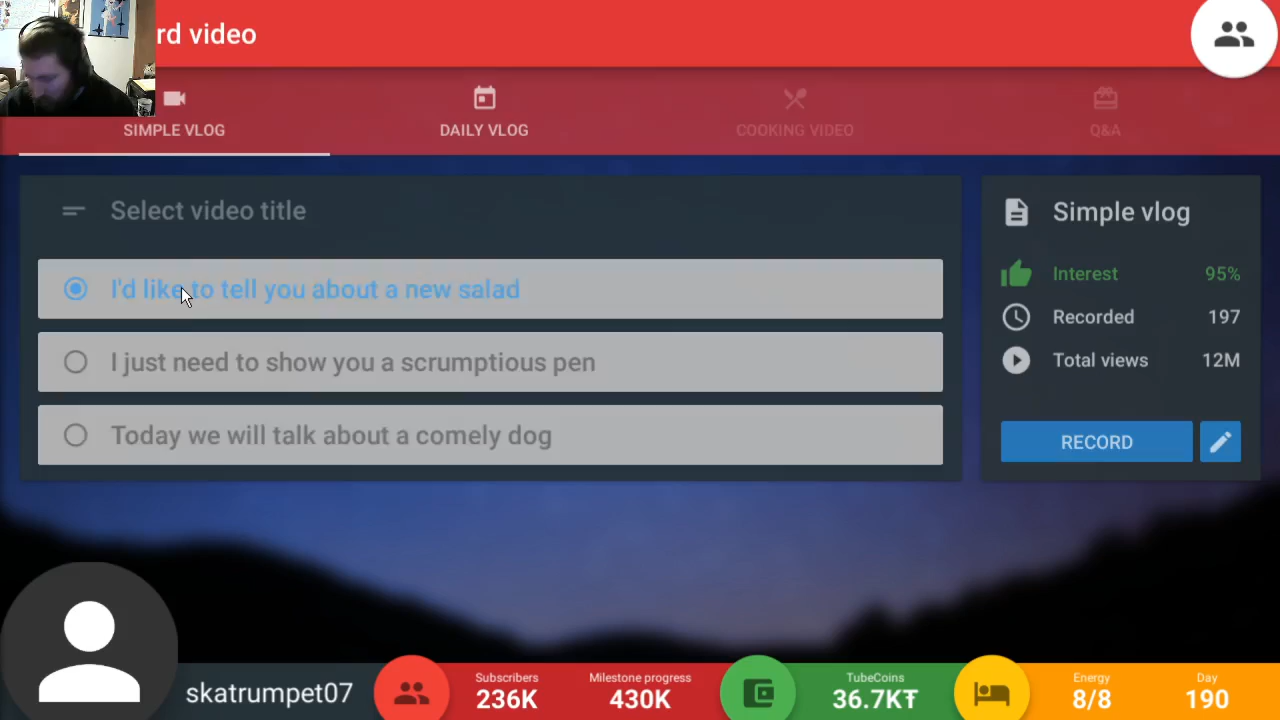 rd video
SIMPLE VLOG
DAILY VLOG
COOKING VIDEO
Q&A
Select video title
I'd like to tell you about a new salad
I just need to show you a scrumptious pen
Today we will talk about a comely dog
Simple vlog
Interest 95%
Recorded 197
Total views 12M
RECORD
skatrumpet07
Subscribers
236K
Milestone progress
430K
TubeCoins
36.7KŦ
Energy
8/8
Day
190